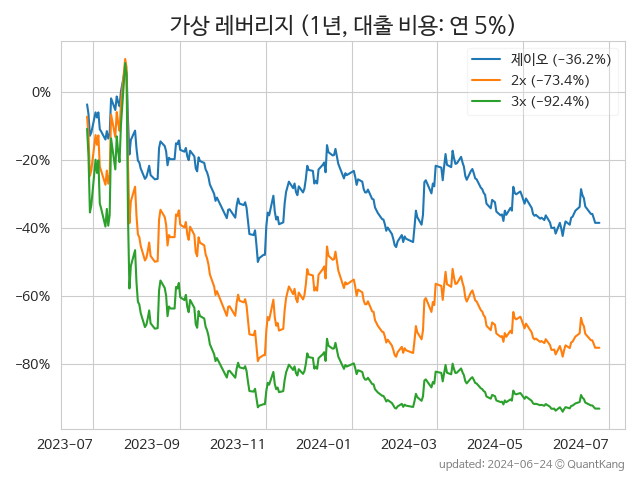 가상 레버리지 (1년, 대출 비용: 연 5%)
제이오 (−36.2%)
2x (−73.4%)
3x (−92.4%)
0%
−20%
−40%
−60%
−80%
2023-07 2023-09 2023-11 2024-01 2024-03 2024-05 2024-07
updated: 2024-06-24 © QuantKang